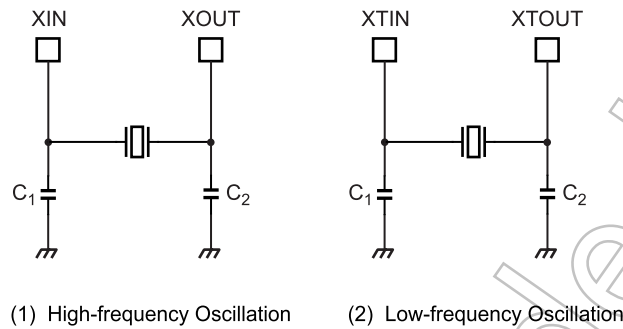 XIN XOUT XTIN XTOUT
C1 C2 C1 C2
(1) High-frequency Oscillation (2) Low-frequency Oscillation